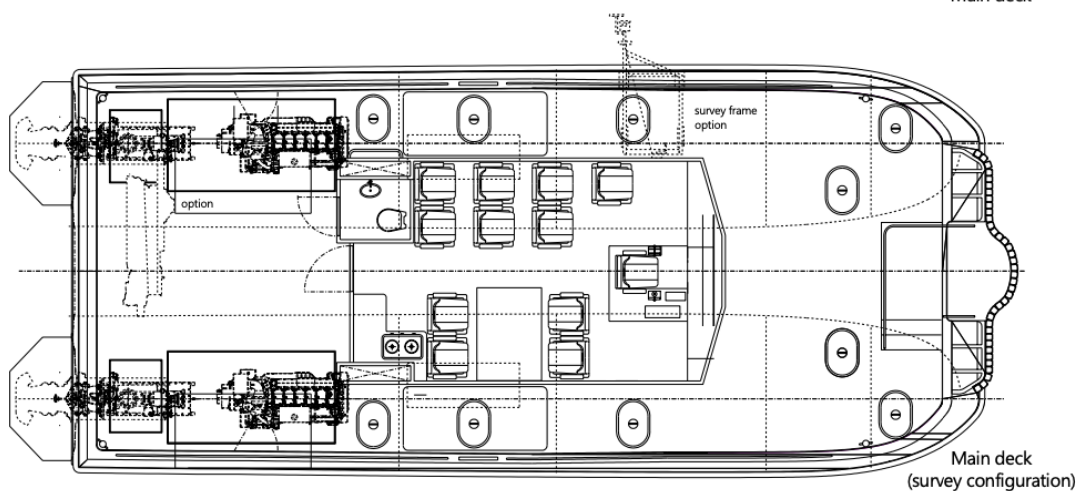 main deck
survey frame
option
option
Main deck
(survey configuration)